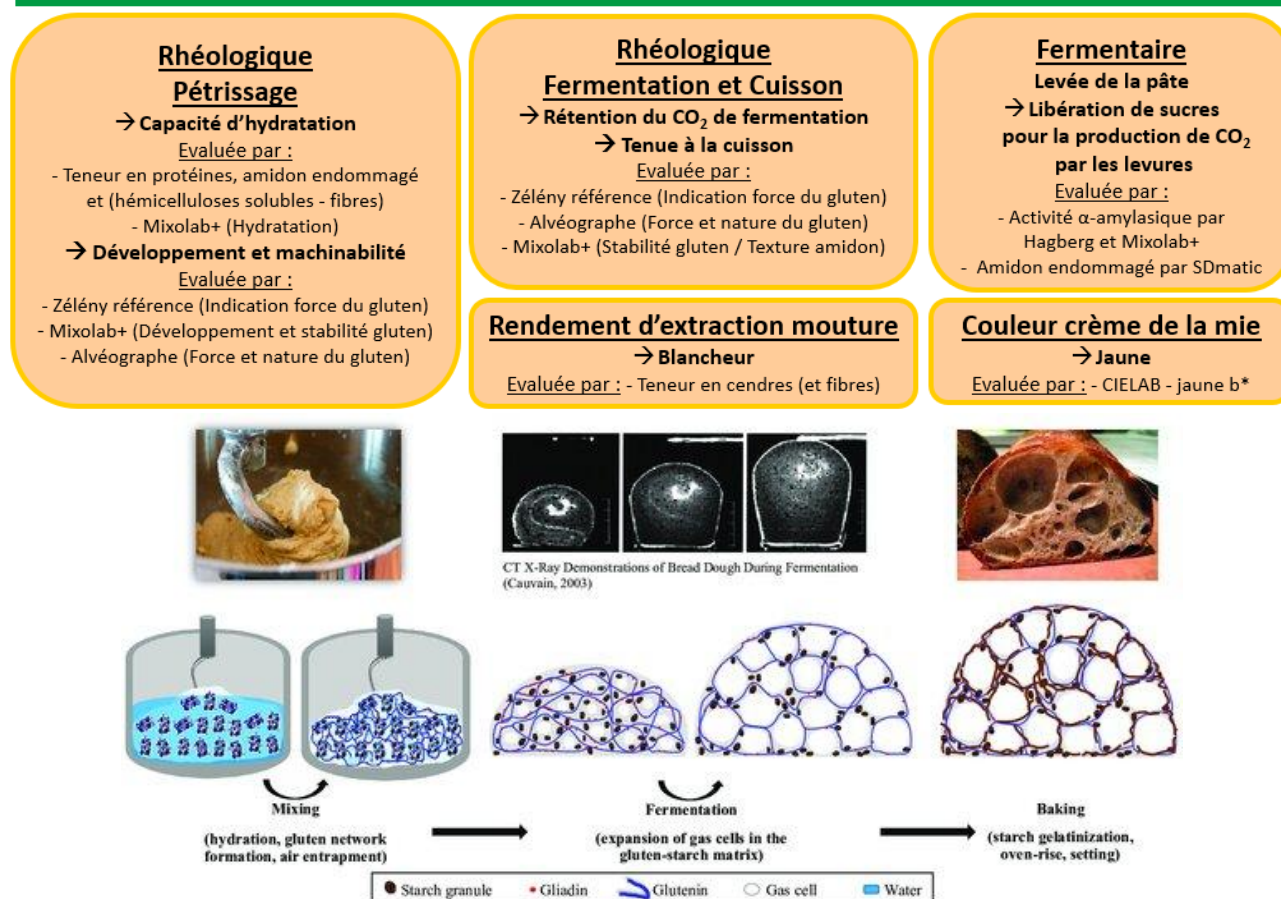 Rhéologique
Pétrissage
→ Capacité d’hydratation
Evaluée par :
- Teneur en protéines, amidon endommagé
et (hémicelluloses solubles - fibres)
- Mixolab+ (Hydratation)
→ Développement et machinabilité
Evaluée par :
- Zélény référence (Indication force du gluten)
- Mixolab+ (Développement et stabilité gluten)
- Alvéographe (Force et nature du gluten)
Rhéologique
Fermentation et Cuisson
→ Rétention du CO₂ de fermentation
→ Tenue à la cuisson
Evaluée par :
- Zélény référence (Indication force du gluten)
- Alvéographe (Force et nature du gluten)
- Mixolab+ (Stabilité gluten / Texture amidon)
Fermentaire
Levée de la pâte
→ Libération de sucres
pour la production de CO₂
par les levures
Evaluée par :
- Activité α-amylasique par
Hagberg et Mixolab+
- Amidon endommagé par SDmatic
Rendement d’extraction mouture
→ Blancheur
Evaluée par : - Teneur en cendres (et fibres)
Couleur crème de la mie
→ Jaune
Evaluée par : - CIELAB - jaune b*
CT X-Ray Demonstrations of Bread Dough During Fermentation
(Cauvain, 2003)
Mixing
(hydration, gluten network
formation, air entrapment)
Fermentation
(expansion of gas cells in the
gluten-starch matrix)
Baking
(starch gelatinization,
oven-rise, setting)
Starch granule Gliadin Glutenin Gas cell Water